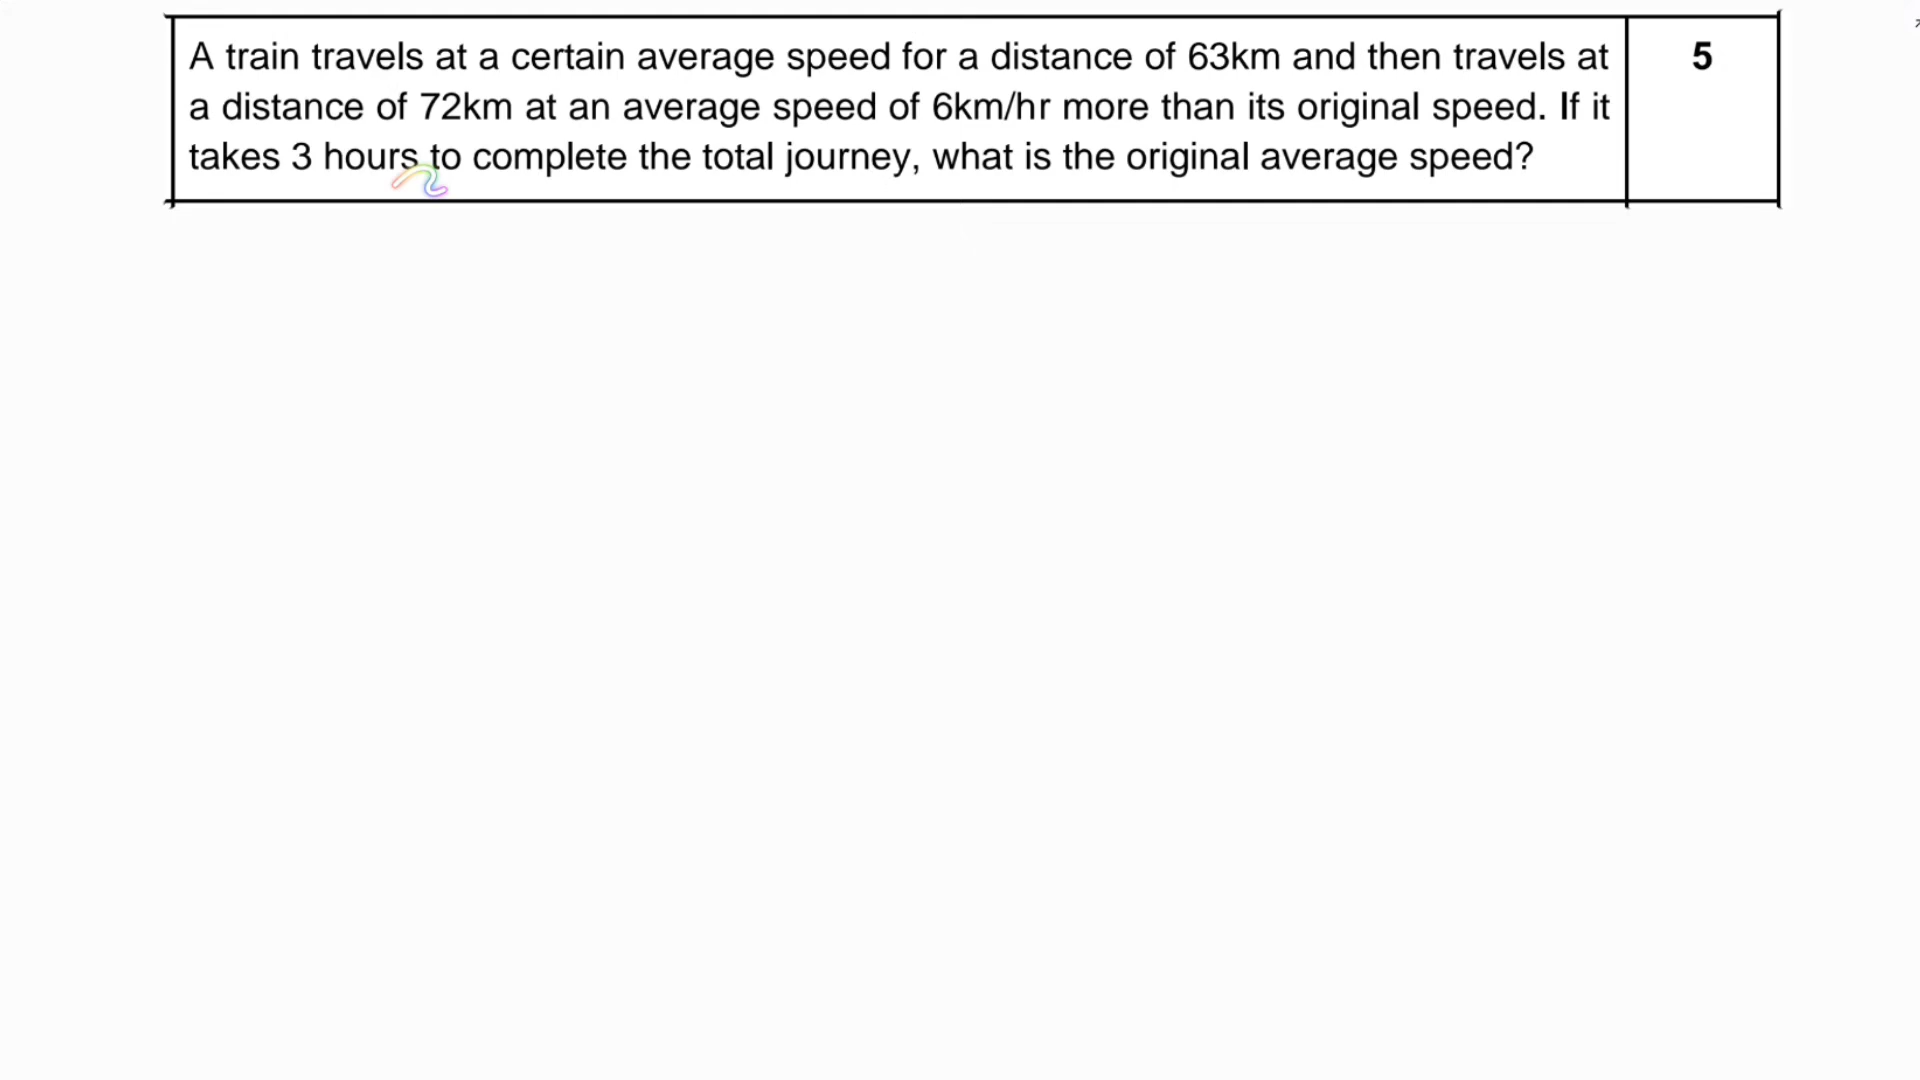 A train travels at a certain average speed for a distance of 63km and then travels at
a distance of 72km at an average speed of 6km/hr more than its original speed. If it
takes 3 hours to complete the total journey, what is the original average speed?
5